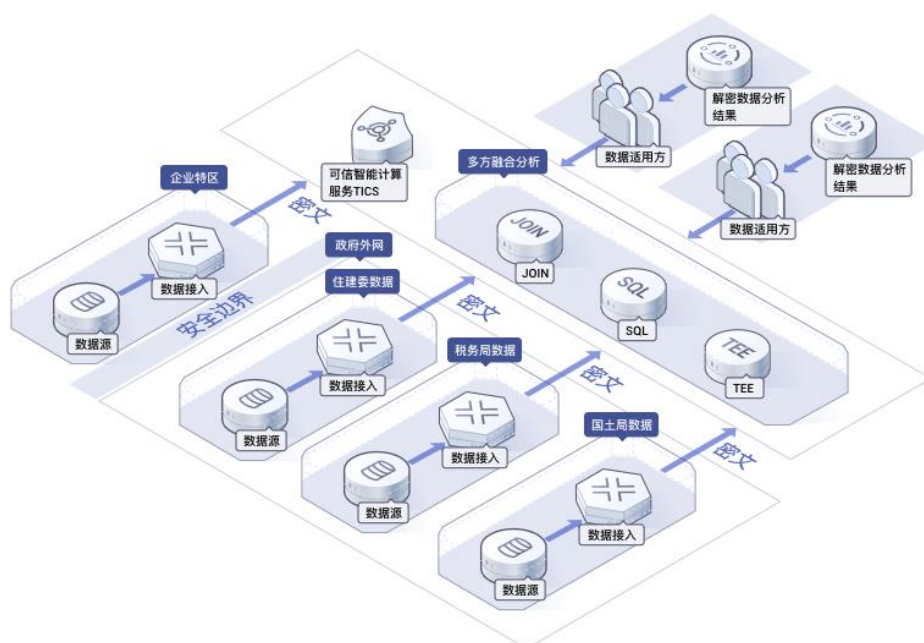 解密数据分析
结果
数据适用方
解密数据分析
结果
数据适用方
可信智能计算
服务TICS
多方融合分析
JOIN
JOIN
SQL
SQL
TEE
TEE
企业特区
密文
数据接入
数据源
安全边界
政府外网
住建委数据
密文
数据接入
数据源
税务局数据
密文
数据接入
数据源
国土局数据
密文
数据接入
数据源